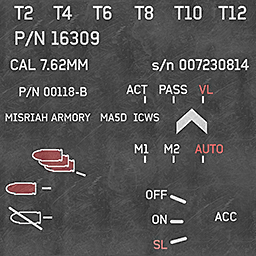 T2 T4 T6 T8 T10 T12
P/N 16309
CAL 7.62MM s/n 007230814
P/N 00118-B ACT PASS VL
MISRIAH ARMORY MA5D ICWS
M1 M2 AUTO
OFF
ON ACC
SL